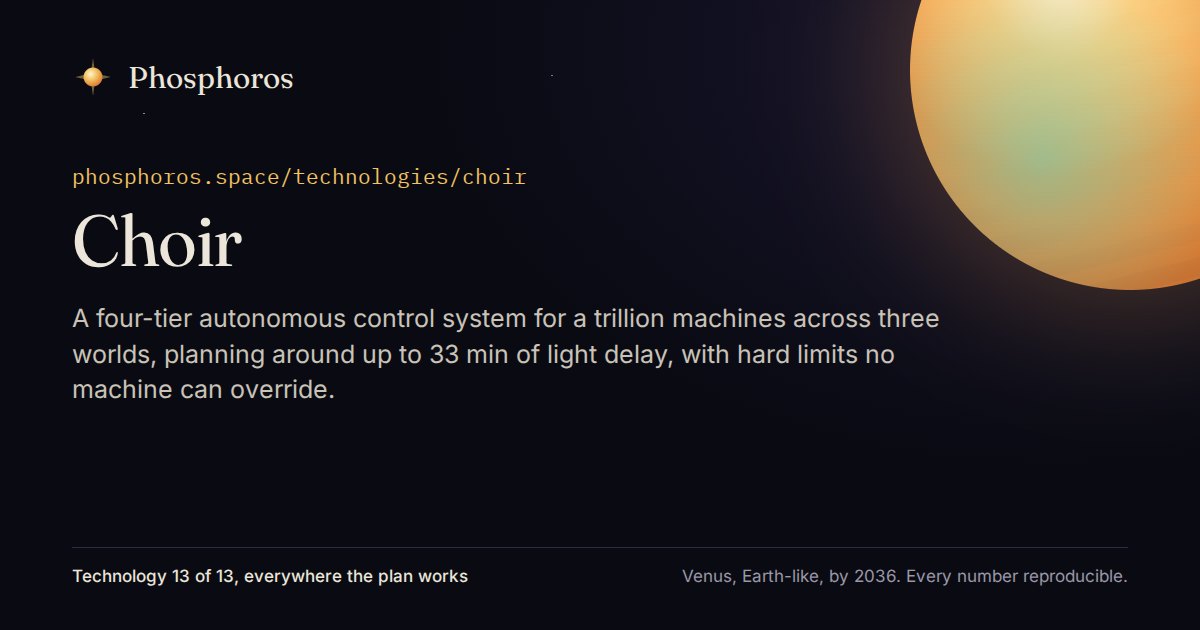 Phosphoros
phosphoros.space/technologies/choir
Choir
A four-tier autonomous control system for a trillion machines across three
worlds, planning around up to 33 min of light delay, with hard limits no
machine can override.
Technology 13 of 13, everywhere the plan works
Venus, Earth-like, by 2036. Every number reproducible.